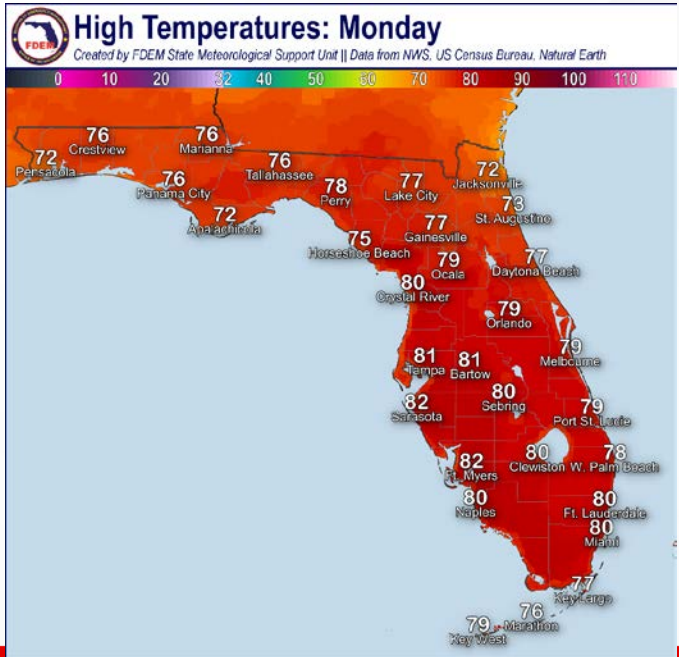 FDEM
High Temperatures: Monday
Created by FDEM State Meteorological Support Unit || Data from NWS, US Census Bureau, Natural Earth
0 10 20 32 40 50 60 70 80 90 100 110
76
Crestview
76
Marianna
72
Pensacola
76
Tallahassee
76
Panama City
78
Perry
77
Lake City
72
Jacksonville
72
Apalachicola
73
St. Augustine
77
Gainesville
75
Horseshoe Beach
79
Ocala
77
Daytona Beach
80
Crystal River
79
Orlando
79
Melbourne
81
Tampa
81
Bartow
80
Sebring
82
Sarasota
79
Port St. Lucie
82
Ft. Myers
80
Clewiston
78
W. Palm Beach
80
Naples
80
Ft. Lauderdale
80
Miami
77
Key Largo
76
Marathon
79
Key West